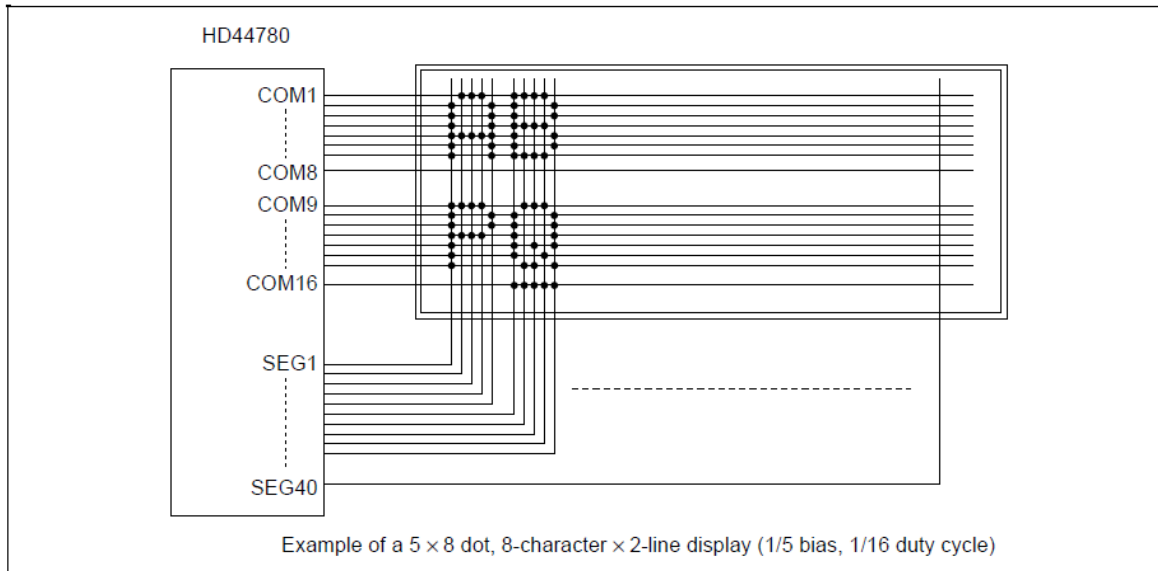 HD44780
COM1
COM8
COM9
COM16
SEG1
SEG40
Example of a 5 × 8 dot, 8-character × 2-line display (1/5 bias, 1/16 duty cycle)